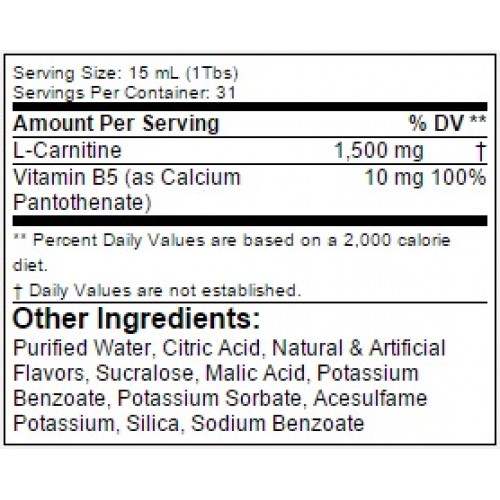 Serving Size: 15 mL (1Tbs)
Servings Per Container: 31
Amount Per Serving % DV **
L-Carnitine 1,500 mg †
Vitamin B5 (as Calcium 10 mg 100%
Pantothenate)
** Percent Daily Values are based on a 2,000 calorie
diet.
† Daily Values are not established.
Other Ingredients:
Purified Water, Citric Acid, Natural & Artificial
Flavors, Sucralose, Malic Acid, Potassium
Benzoate, Potassium Sorbate, Acesulfame
Potassium, Silica, Sodium Benzoate